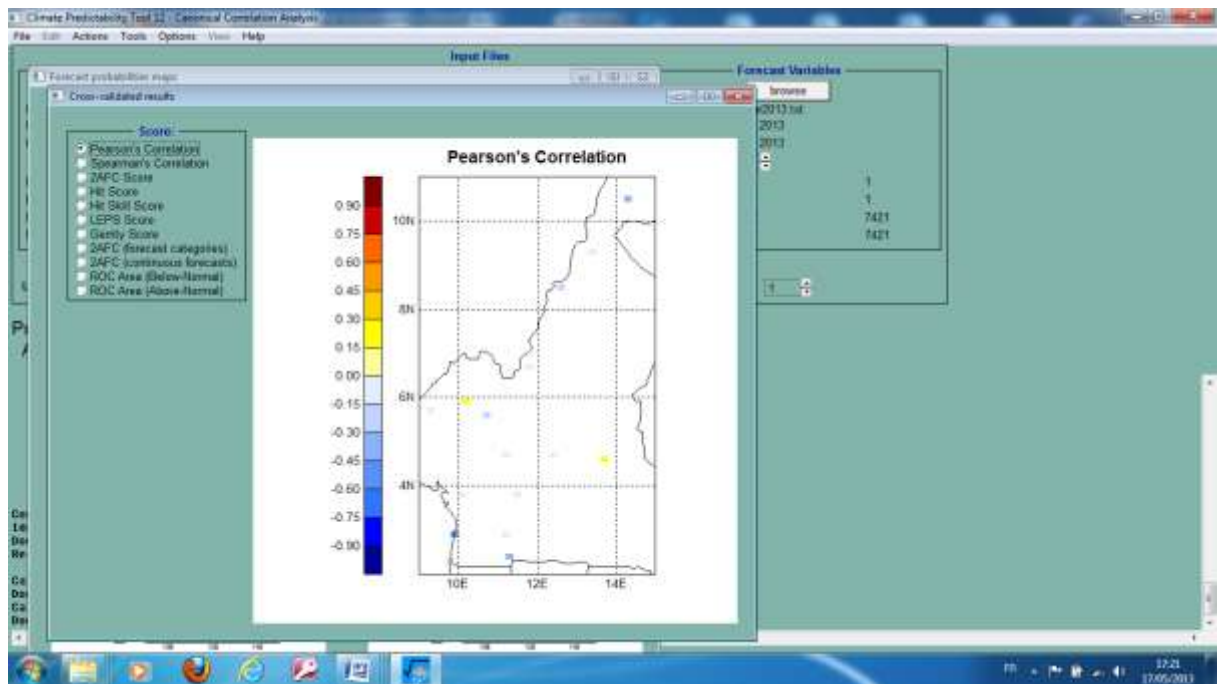 Climate Predictability Tool 12 - Canonical Correlation Analysis
File Edit Actions Tools Options View Help
Input Files
Forecast Variables
browse
2013.txt
2013
2013
1
1
7421
7421
1
Forecast probabilities maps
Cross-validated results
Score:
Pearson's Correlation
Spearman's Correlation
2AFC Score
Hit Score
Hit Skill Score
LEPS Score
Gerrity Score
2AFC (forecast categories)
2AFC (continuous forecasts)
ROC Area (Below-Normal)
ROC Area (Above-Normal)
Pearson's Correlation
0.90
0.75
0.60
0.45
0.30
0.15
0.00
-0.15
-0.30
-0.45
-0.60
-0.75
-0.90
10N
8N
6N
4N
10E 12E 14E
FR
17:21
17/05/2013